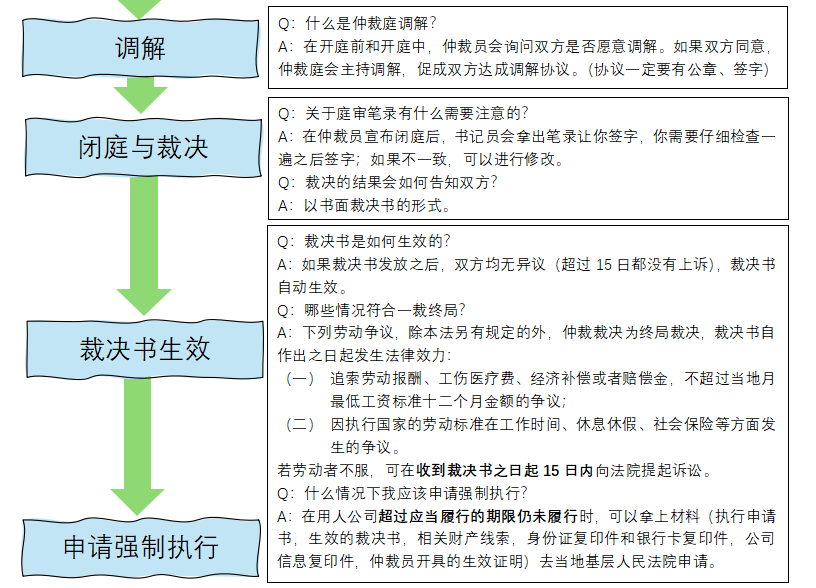 调解
Q：什么是仲裁庭调解？
A：在开庭前和开庭中，仲裁员会询问双方是否愿意调解。如果双方同意，
仲裁庭会主持调解，促成双方达成调解协议。（协议一定要有公章、签字）
闭庭与裁决
Q：关于庭审笔录有什么需要注意的？
A：在仲裁员宣布闭庭后，书记员会拿出笔录让你签字，你需要仔细检查一
遍之后签字；如果不一致，可以进行修改。
Q：裁决的结果会如何告知双方？
A：以书面裁决书的形式。
裁决书生效
Q：裁决书是如何生效的？
A：如果裁决书发放之后，双方均无异议（超过 15 日都没有上诉），裁决书
自动生效。
Q：哪些情况符合一裁终局？
A：下列劳动争议，除本法另有规定的外，仲裁裁决为终局裁决，裁决书自
作出之日起发生法律效力：
（一） 追索劳动报酬、工伤医疗费、经济补偿或者赔偿金，不超过当地月
最低工资标准十二个月金额的争议；
（二） 因执行国家的劳动标准在工作时间、休息休假、社会保险等方面发
生的争议。
若劳动者不服，可在收到裁决书之日起 15 日内向法院提起诉讼。
Q：什么情况下我应该申请强制执行？
A：在用人公司超过应当履行的期限仍未履行时，可以拿上材料（执行申请
书，生效的裁决书，相关财产线索，身份证复印件和银行卡复印件，公司
信息复印件，仲裁员开具的生效证明）去当地基层人民法院申请。
申请强制执行